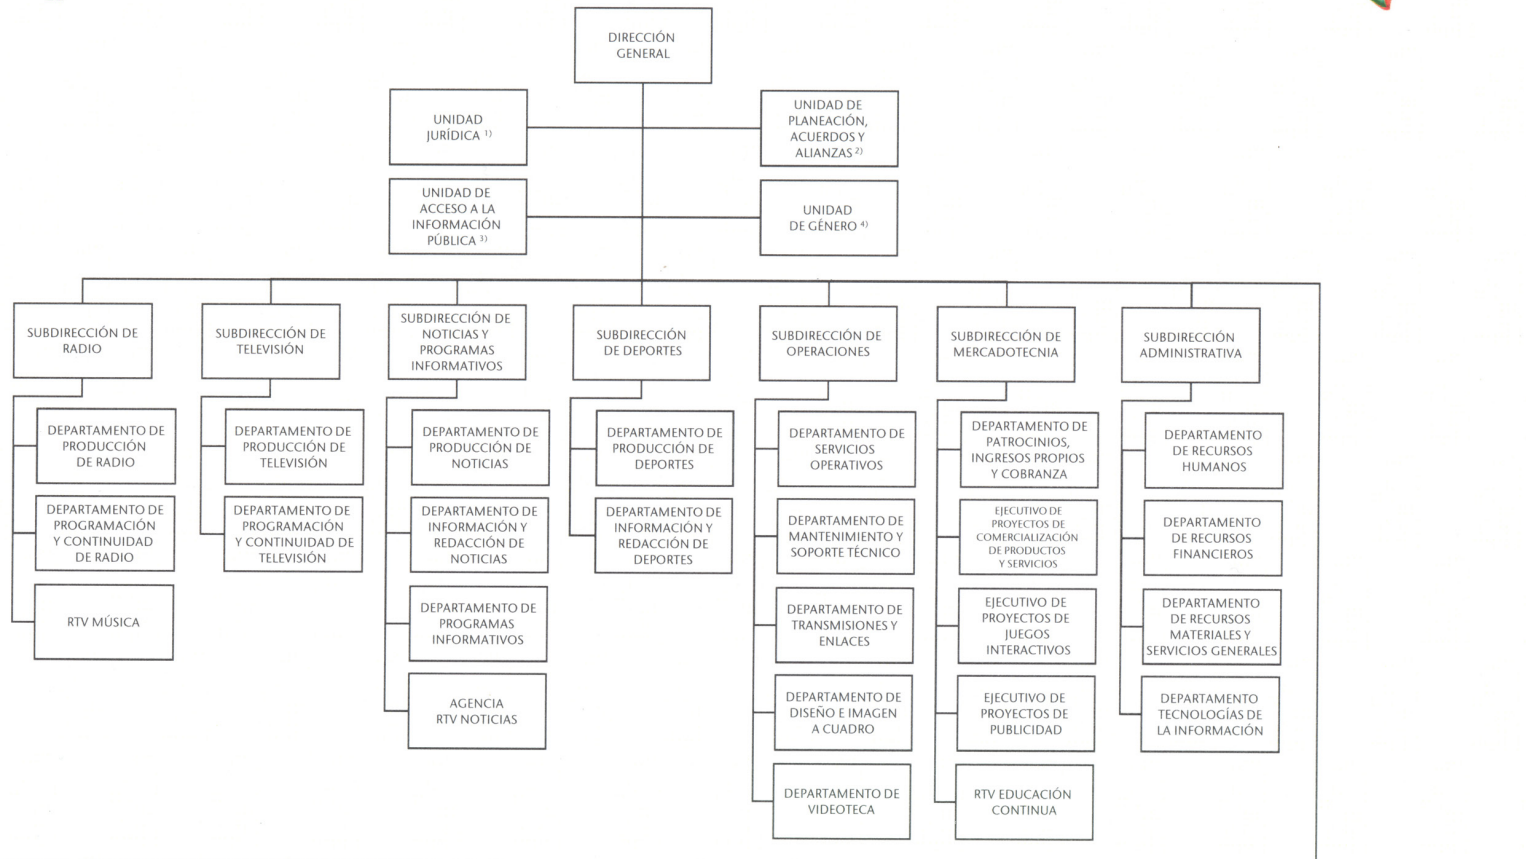 DIRECCIÓN
GENERAL
UNIDAD
JURÍDICA 1)
UNIDAD DE
PLANEACIÓN,
ACUERDOS Y
ALIANZAS 2)
UNIDAD DE
ACCESO A LA
INFORMACIÓN
PÚBLICA 3)
UNIDAD
DE GÉNERO 4)
SUBDIRECCIÓN DE
RADIO
SUBDIRECCIÓN DE
TELEVISIÓN
SUBDIRECCIÓN DE
NOTICIAS Y
PROGRAMAS
INFORMATIVOS
SUBDIRECCIÓN
DE DEPORTES
SUBDIRECCIÓN DE
OPERACIONES
SUBDIRECCIÓN DE
MERCADOTECNIA
SUBDIRECCIÓN
ADMINISTRATIVA
DEPARTAMENTO DE
PRODUCCIÓN
DE RADIO
DEPARTAMENTO DE
PROGRAMACIÓN
Y CONTINUIDAD
DE RADIO
RTV MÚSICA
DEPARTAMENTO DE
PRODUCCIÓN DE
TELEVISIÓN
DEPARTAMENTO DE
PROGRAMACIÓN
Y CONTINUIDAD DE
TELEVISIÓN
DEPARTAMENTO DE
PRODUCCIÓN DE
NOTICIAS
DEPARTAMENTO DE
INFORMACIÓN Y
REDACCIÓN DE
NOTICIAS
DEPARTAMENTO DE
PROGRAMAS
INFORMATIVOS
AGENCIA
RTV NOTICIAS
DEPARTAMENTO DE
PRODUCCIÓN DE
DEPORTES
DEPARTAMENTO DE
INFORMACIÓN Y
REDACCIÓN DE
DEPORTES
DEPARTAMENTO DE
SERVICIOS
OPERATIVOS
DEPARTAMENTO DE
MANTENIMIENTO Y
SOPORTE TÉCNICO
DEPARTAMENTO DE
TRANSMISIONES Y
ENLACES
DEPARTAMENTO DE
DISEÑO E IMAGEN
A CUADRO
DEPARTAMENTO DE
VIDEOTECA
DEPARTAMENTO DE
PATROCINIOS,
INGRESOS PROPIOS
Y COBRANZA
EJECUTIVO DE
PROYECTOS DE
COMERCIALIZACIÓN
DE PRODUCTOS
Y SERVICIOS
EJECUTIVO DE
PROYECTOS DE
JUEGOS
INTERACTIVOS
EJECUTIVO DE
PROYECTOS DE
PUBLICIDAD
RTV EDUCACIÓN
CONTINUA
DEPARTAMENTO
DE RECURSOS
HUMANOS
DEPARTAMENTO
DE RECURSOS
FINANCIEROS
DEPARTAMENTO
DE RECURSOS
MATERIALES Y
SERVICIOS GENERALES
DEPARTAMENTO
TECNOLOGÍAS DE
LA INFORMACIÓN